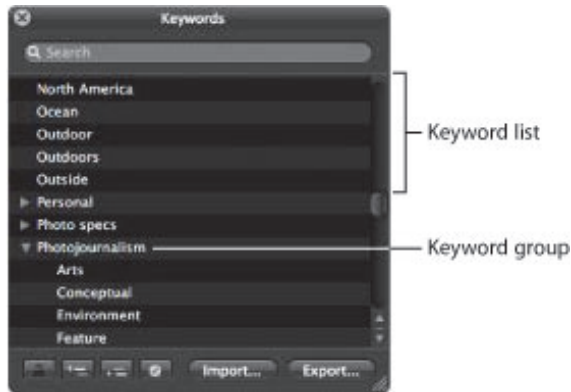 Keywords
Search
North America
Ocean
Outdoor
Outdoors
Outside
Personal
Photo specs
Photojournalism
Arts
Conceptual
Environment
Feature
Import...
Export...
Keyword list
Keyword group